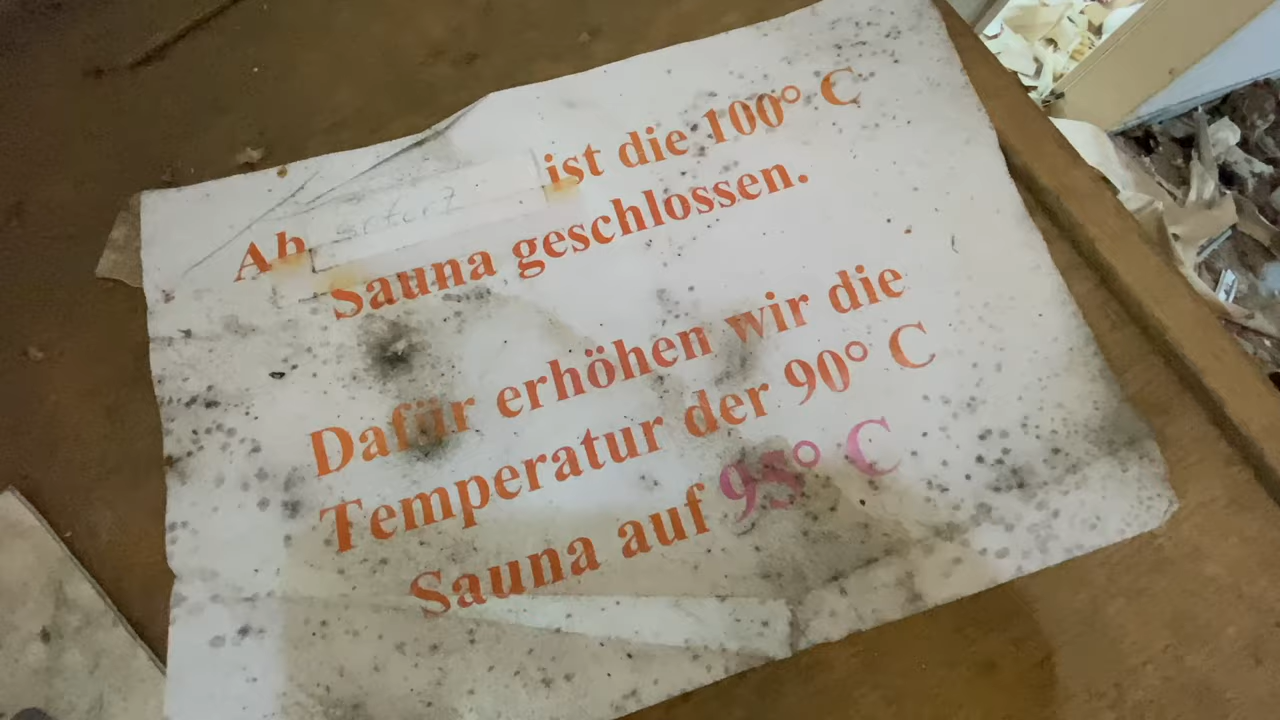 Ab sofort ist die 100° C
Sauna geschlossen.
Dafür erhöhen wir die
Temperatur der 90° C
Sauna auf 95° C